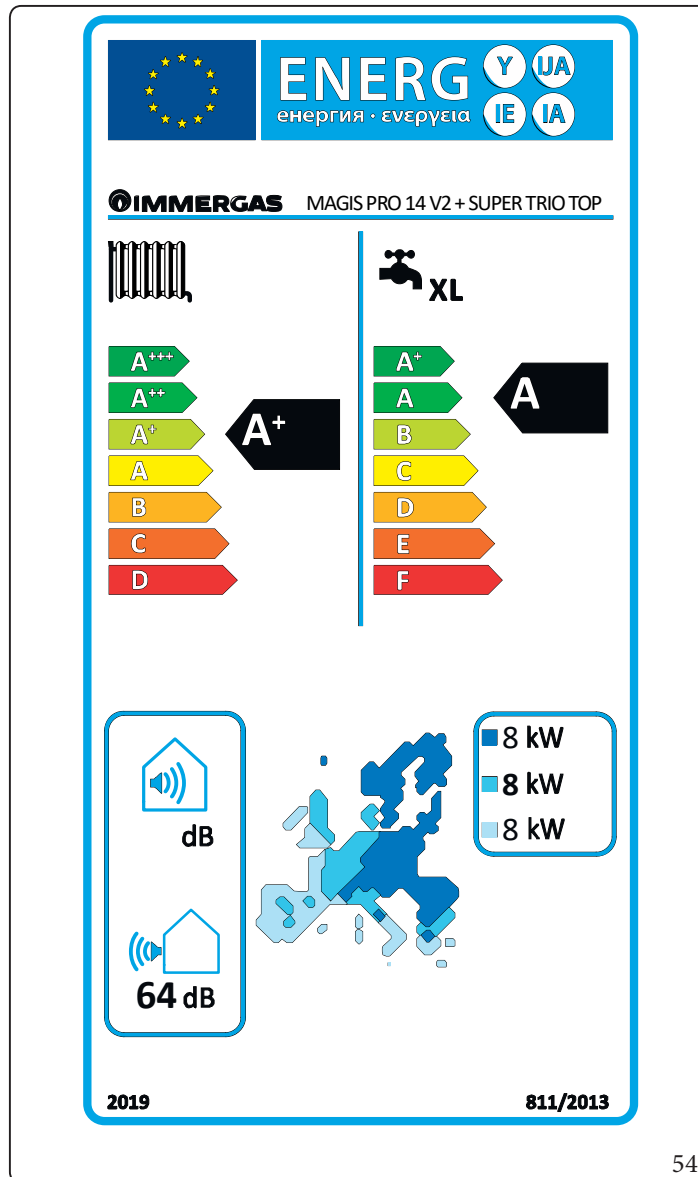 ENERG Y IJA
енергия · ενεργεια IE IA
IMMERGAS MAGIS PRO 14 V2 + SUPER TRIO TOP
XL
A+++
A++
A+
A
B
C
D
A+
A+
A
B
C
D
E
F
A
dB
64 dB
8 kW
8 kW
8 kW
2019 811/2013
54